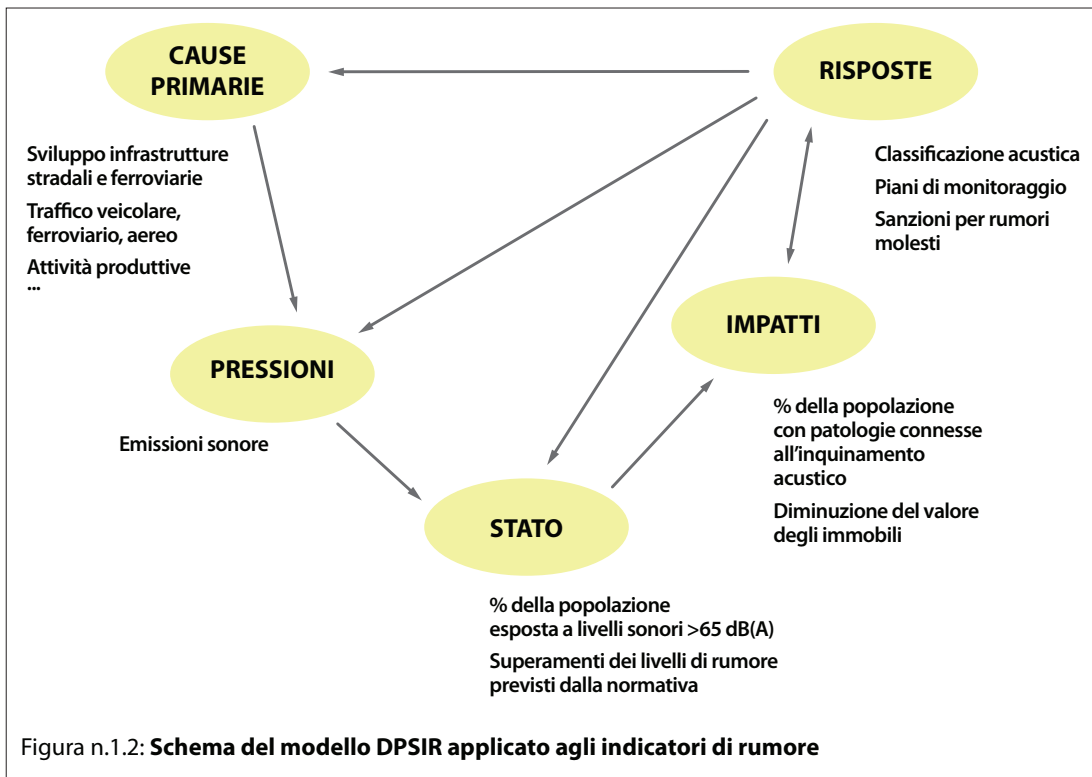 CAUSE
PRIMARIE
RISPOSTE
Sviluppo infrastrutture
stradali e ferroviarie
Traffico veicolare,
ferroviario, aereo
Attività produttive
...
Classificazione acustica
Piani di monitoraggio
Sanzioni per rumori
molesti
IMPATTI
PRESSIONI
% della popolazione
con patologie connesse
all'inquinamento
acustico
Diminuzione del valore
degli immobili
Emissioni sonore
STATO
% della popolazione
esposta a livelli sonori >65 dB(A)
Superamenti dei livelli di rumore
previsti dalla normativa
Figura n.1.2: Schema del modello DPSIR applicato agli indicatori di rumore